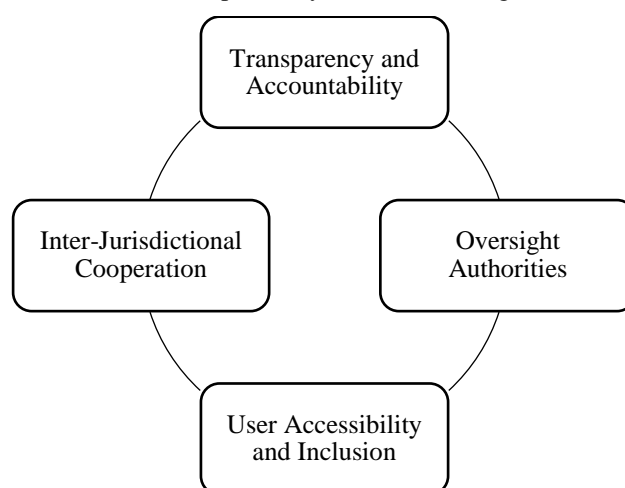 Transparency and
Accountability
Inter-Jurisdictional
Cooperation
Oversight
Authorities
User Accessibility
and Inclusion